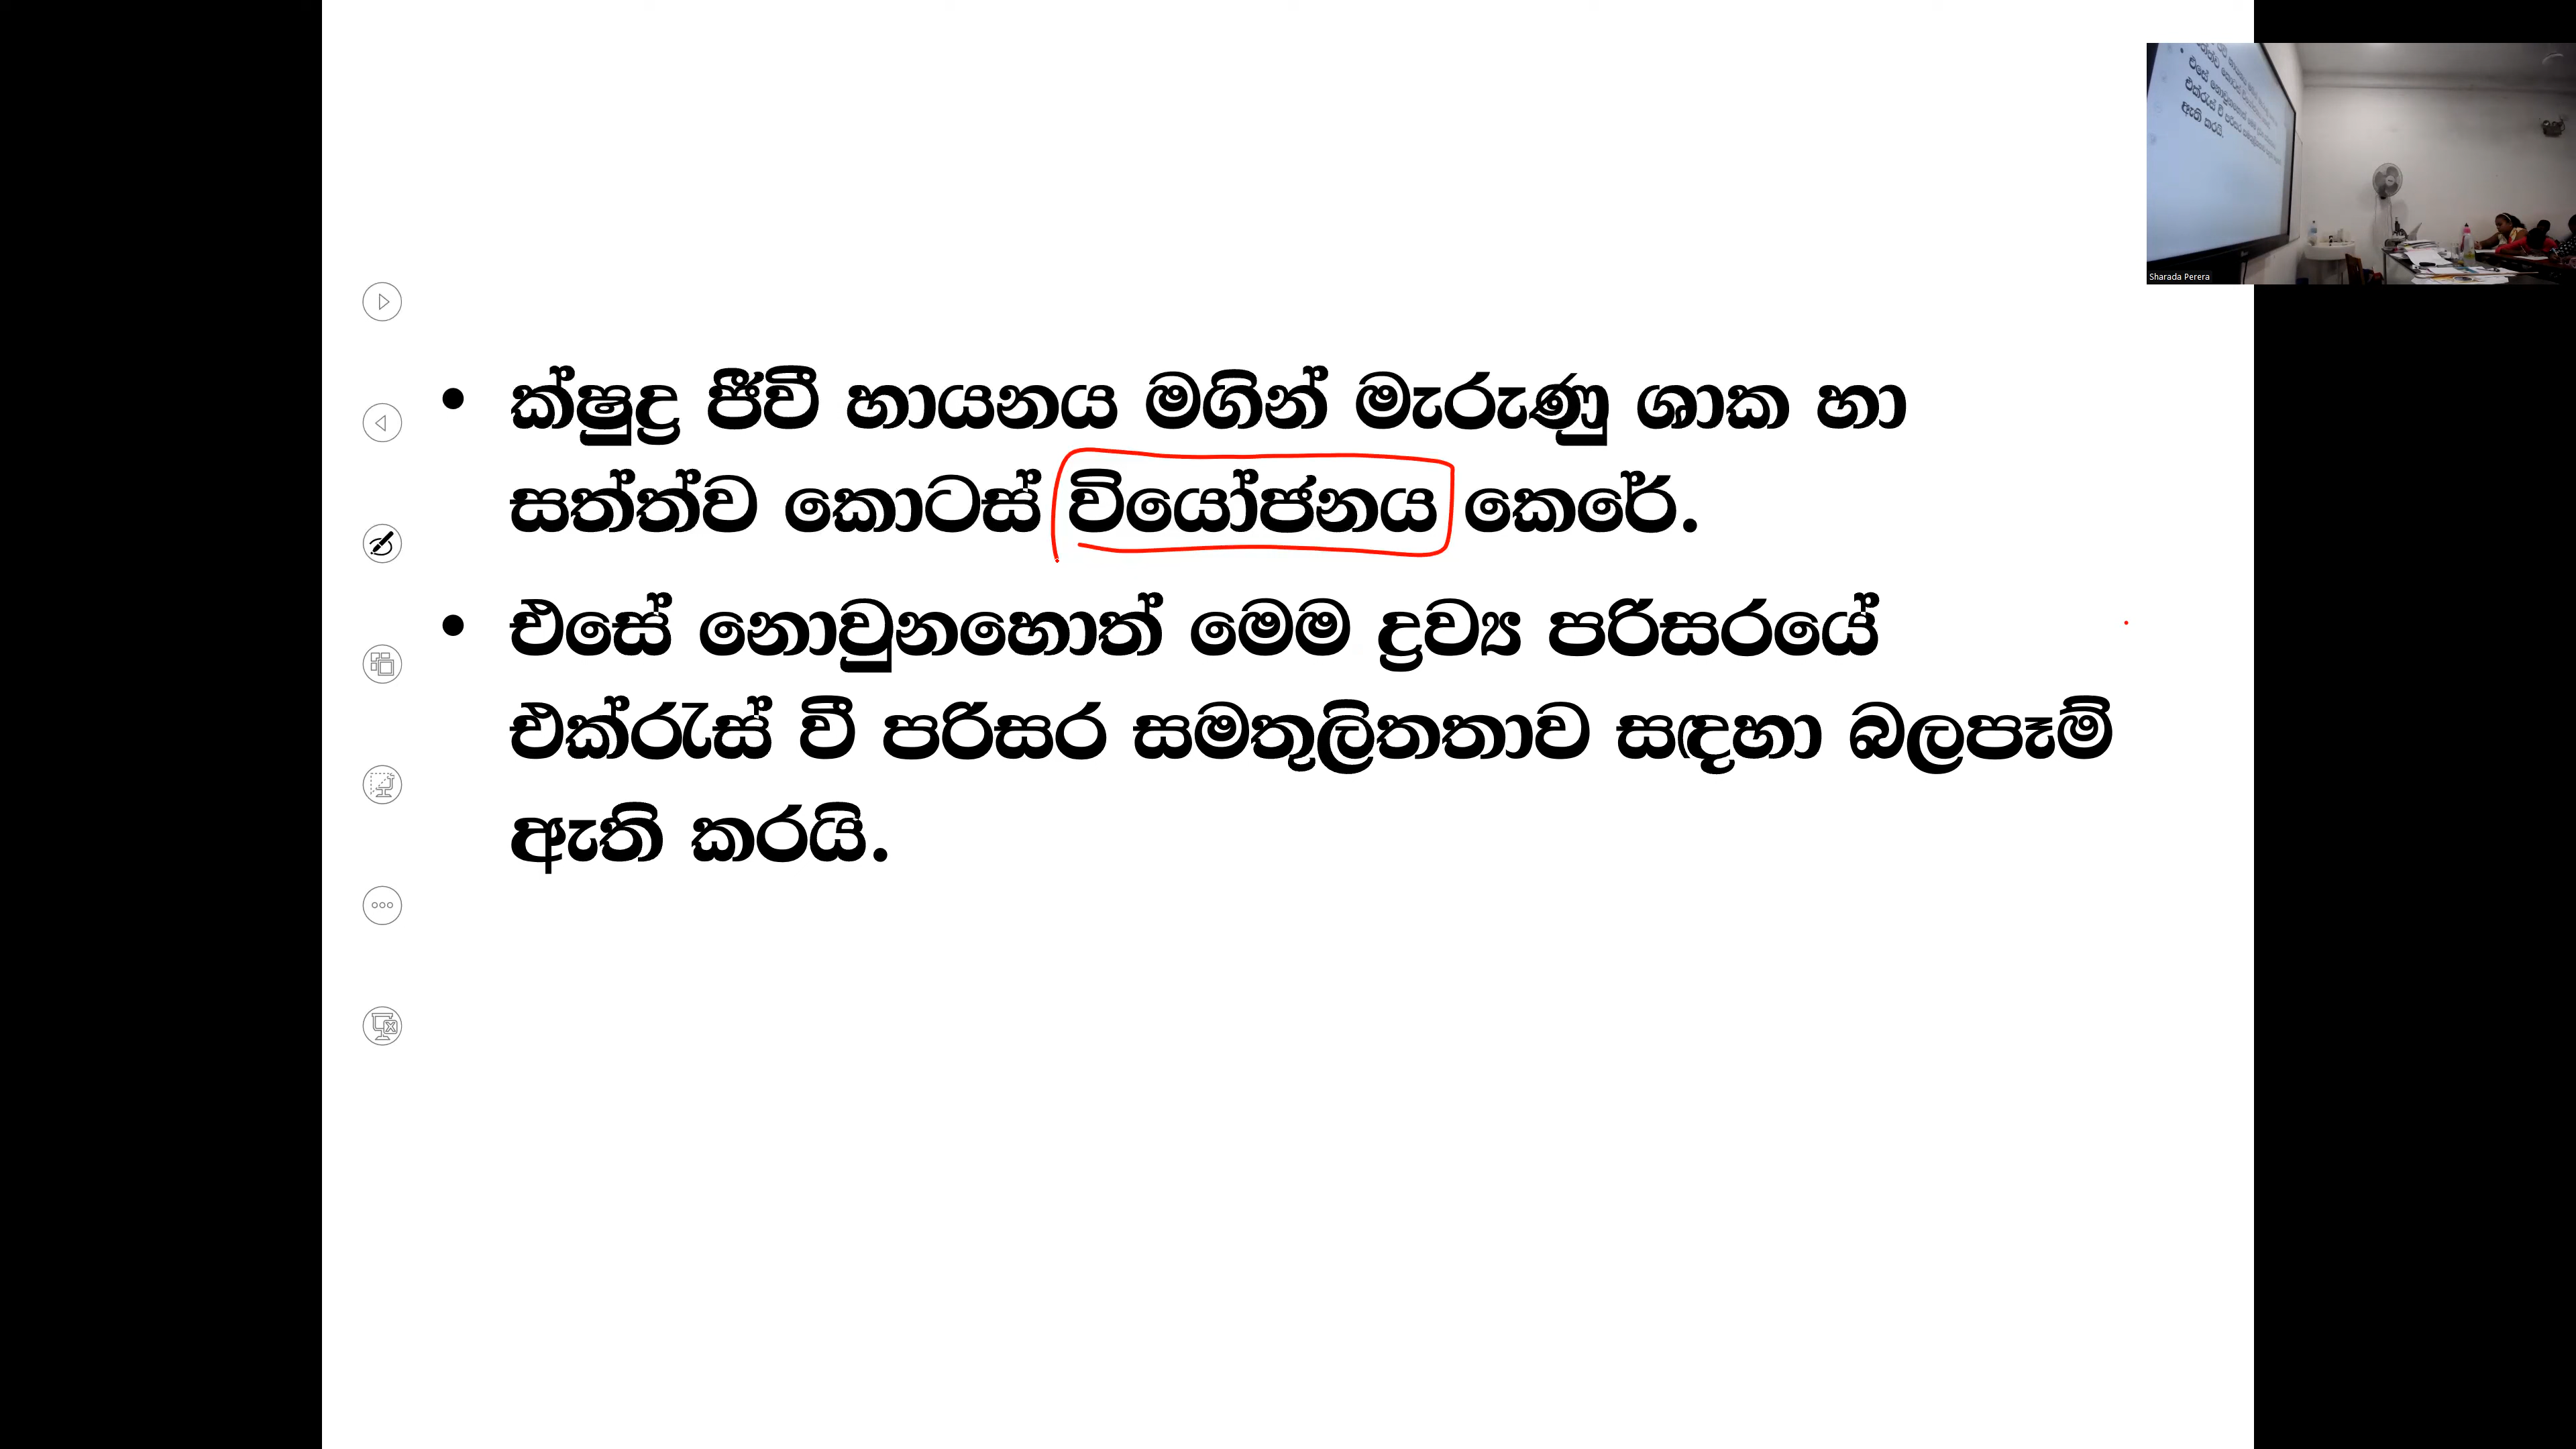 • ක්ෂුද්‍ර ජීවී හායනය මගින් මැරුණු ශාක හා
සත්ත්ව කොටස් වියෝජනය කෙරේ.
• එසේ නොවුනහොත් මෙම ද්‍රව්‍ය පරිසරයේ
එක්රැස් වී පරිසර සමතුලිතතාව සඳහා බලපෑම්
ඇති කරයි.
Sharada Perera